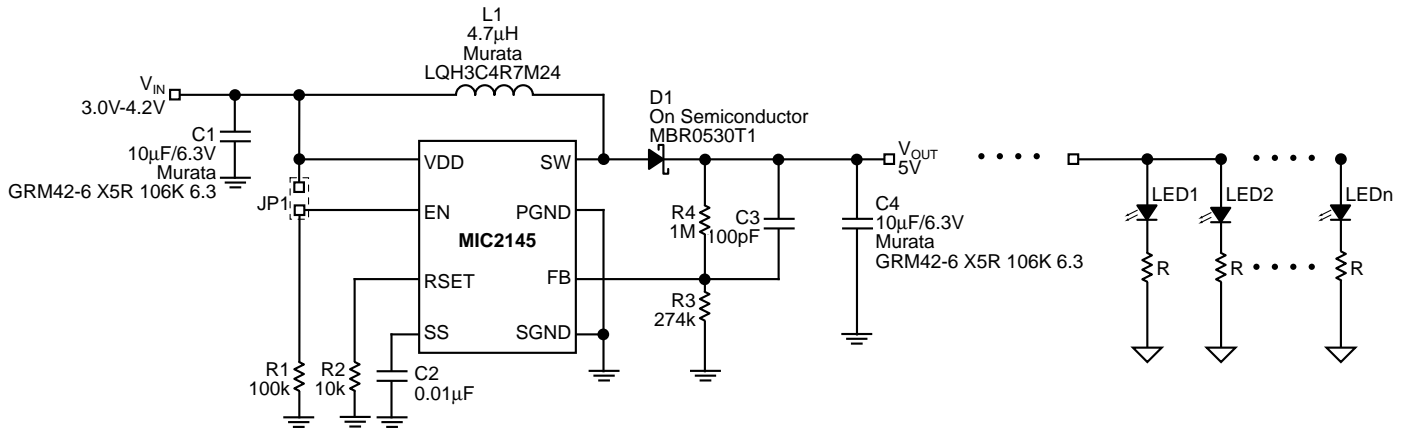 L1
4.7µH
Murata
LQH3C4R7M24
VIN
3.0V-4.2V
C1
10µF/6.3V
Murata
GRM42-6 X5R 106K 6.3
JP1
VDD
SW
EN
PGND
MIC2145
RSET
FB
SS
SGND
R1
100k
R2
10k
C2
0.01µF
D1
On Semiconductor
MBR0530T1
R4
1M
C3
100pF
R3
274k
VOUT
5V
C4
10µF/6.3V
Murata
GRM42-6 X5R 106K 6.3
LED1
LED2
LEDn
R
R
R